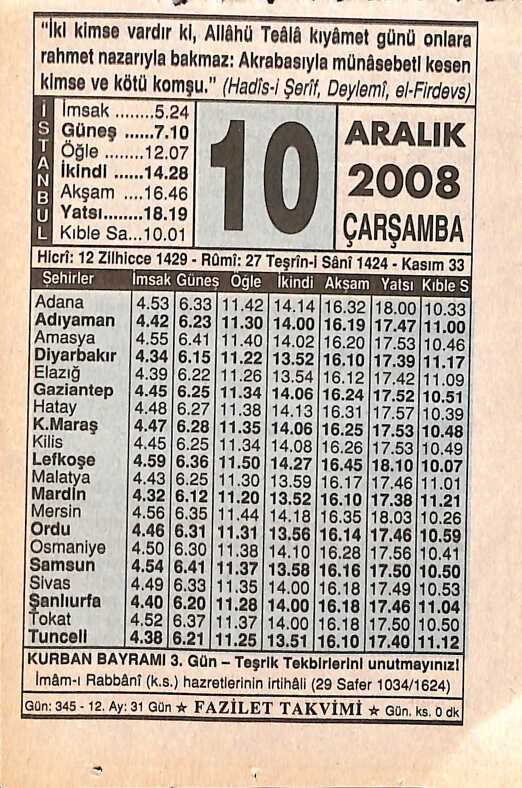 "İki kimse vardır ki, Allâhü Teâlâ kıyâmet günü onlara
rahmet nazarıyla bakmaz: Akrabasıyla münâsebeti kesen
kimse ve kötü komşu." (Hadîs-i Şerîf, Deylemî, el-Firdevs)
İSTANBUL
İmsak ........5.24
Güneş ......7.10
Öğle ........12.07
İkindi ......14.28
Akşam ....16.46
Yatsı........18.19
Kıble Sa...10.01
10
ARALIK
2008
ÇARŞAMBA
Hicrî: 12 Zilhicce 1429 - Rûmî: 27 Teşrîn-i Sânî 1424 - Kasım 33
Şehirler İmsak Güneş Öğle İkindi Akşam Yatsı Kıble S
Adana 4.53 6.33 11.42 14.14 16.32 18.00 10.33
Adıyaman 4.42 6.23 11.30 14.00 16.19 17.47 11.00
Amasya 4.55 6.41 11.40 14.02 16.20 17.53 10.46
Diyarbakır 4.34 6.15 11.22 13.52 16.10 17.39 11.17
Elazığ 4.39 6.22 11.26 13.54 16.12 17.42 11.09
Gaziantep 4.45 6.25 11.34 14.06 16.24 17.52 10.51
Hatay 4.48 6.27 11.38 14.13 16.31 17.57 10.39
K.Maraş 4.47 6.28 11.35 14.06 16.25 17.53 10.48
Kilis 4.45 6.25 11.34 14.08 16.26 17.53 10.49
Lefkoşe 4.59 6.36 11.50 14.27 16.45 18.10 10.07
Malatya 4.43 6.25 11.30 13.59 16.17 17.46 11.01
Mardin 4.32 6.12 11.20 13.52 16.10 17.38 11.21
Mersin 4.56 6.35 11.44 14.18 16.35 18.03 10.26
Ordu 4.46 6.31 11.31 13.56 16.14 17.46 10.59
Osmaniye 4.50 6.30 11.38 14.10 16.28 17.56 10.41
Samsun 4.54 6.41 11.37 13.58 16.16 17.50 10.50
Sivas 4.49 6.33 11.35 14.00 16.18 17.49 10.53
Şanlıurfa 4.40 6.20 11.28 14.00 16.18 17.46 11.04
Tokat 4.52 6.37 11.37 14.00 16.18 17.50 10.50
Tunceli 4.38 6.21 11.25 13.51 16.10 17.40 11.12
KURBAN BAYRAMI 3. Gün – Teşrîk Tekbirlerini unutmayınız!
İmâm-ı Rabbânî (k.s.) hazretlerinin irtihâli (29 Safer 1034/1624)
Gün: 345 - 12. Ay: 31 Gün ★ FAZİLET TAKVİMİ ★ Gün. ks. 0 dk